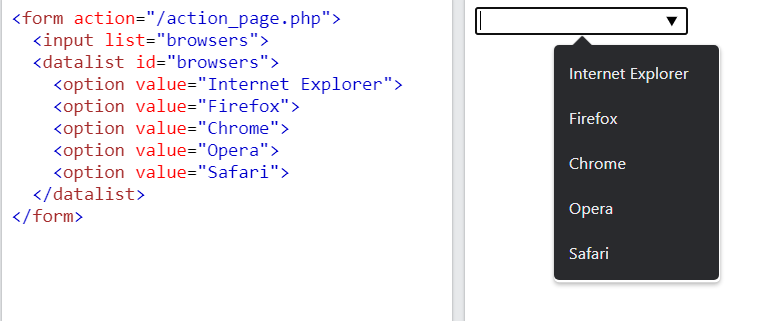 <form action="/action_page.php">
  <input list="browsers">
  <datalist id="browsers">
    <option value="Internet Explorer">
    <option value="Firefox">
    <option value="Chrome">
    <option value="Opera">
    <option value="Safari">
  </datalist>
</form>
Internet Explorer
Firefox
Chrome
Opera
Safari